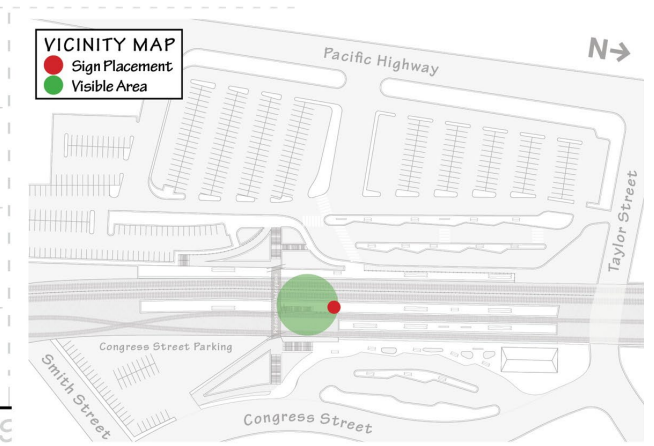 VICINITY MAP
Sign Placement
Visible Area
N
Pacific Highway
Taylor Street
Congress Street Parking
Smith Street
Congress Street